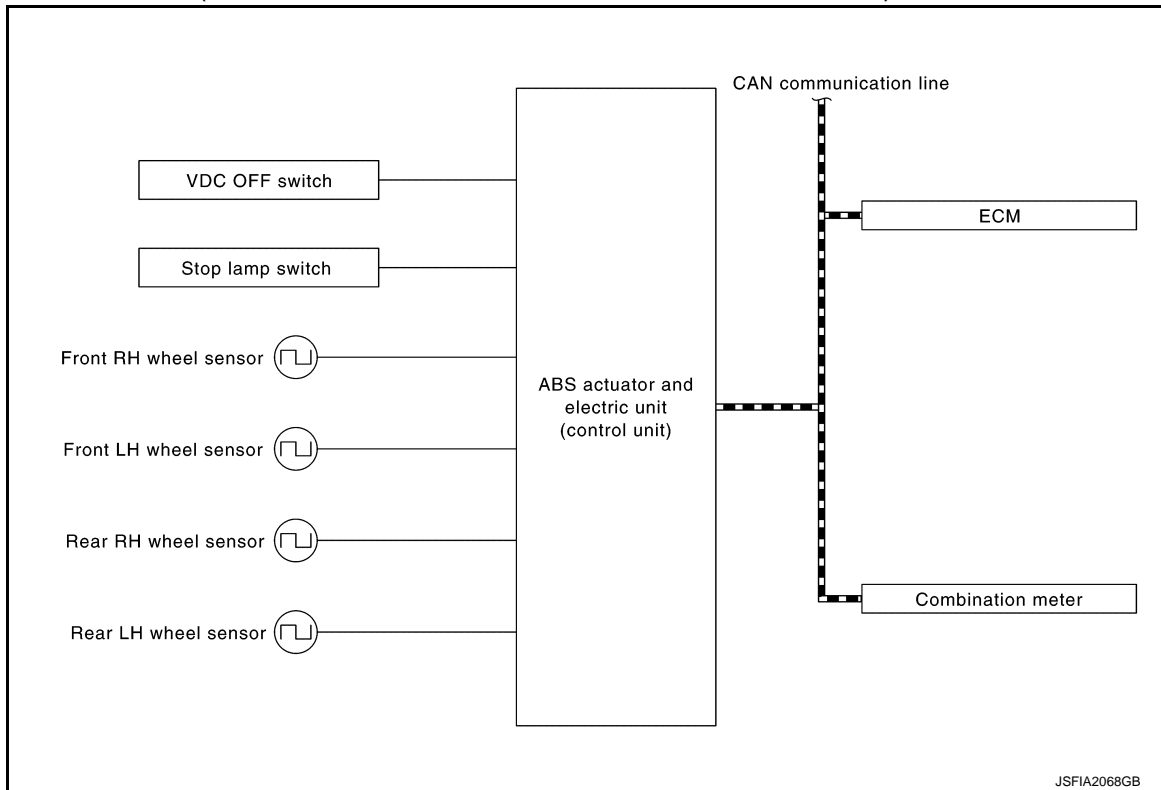 CAN communication line
VDC OFF switch
ECM
Stop lamp switch
Front RH wheel sensor
ABS actuator and
electric unit
(control unit)
Front LH wheel sensor
Rear RH wheel sensor
Combination meter
Rear LH wheel sensor
JSFIA2068GB